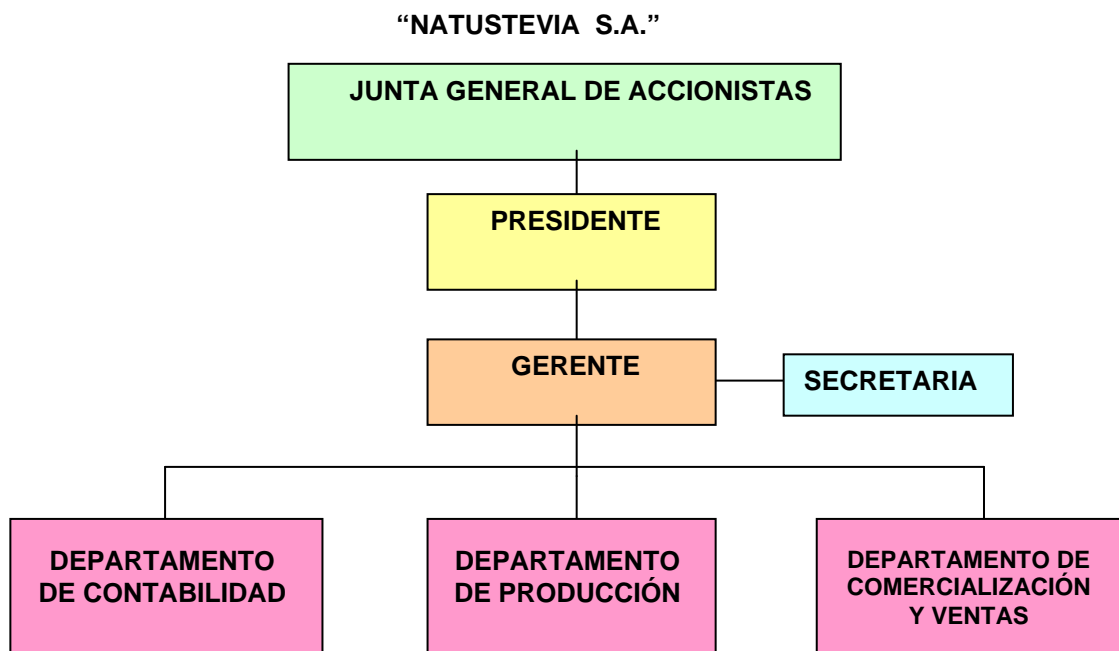 “NATUSTEVIA S.A.”
JUNTA GENERAL DE ACCIONISTAS
PRESIDENTE
GERENTE
SECRETARIA
DEPARTAMENTO
DE CONTABILIDAD
DEPARTAMENTO
DE PRODUCCIÓN
DEPARTAMENTO DE
COMERCIALIZACIÓN
Y VENTAS